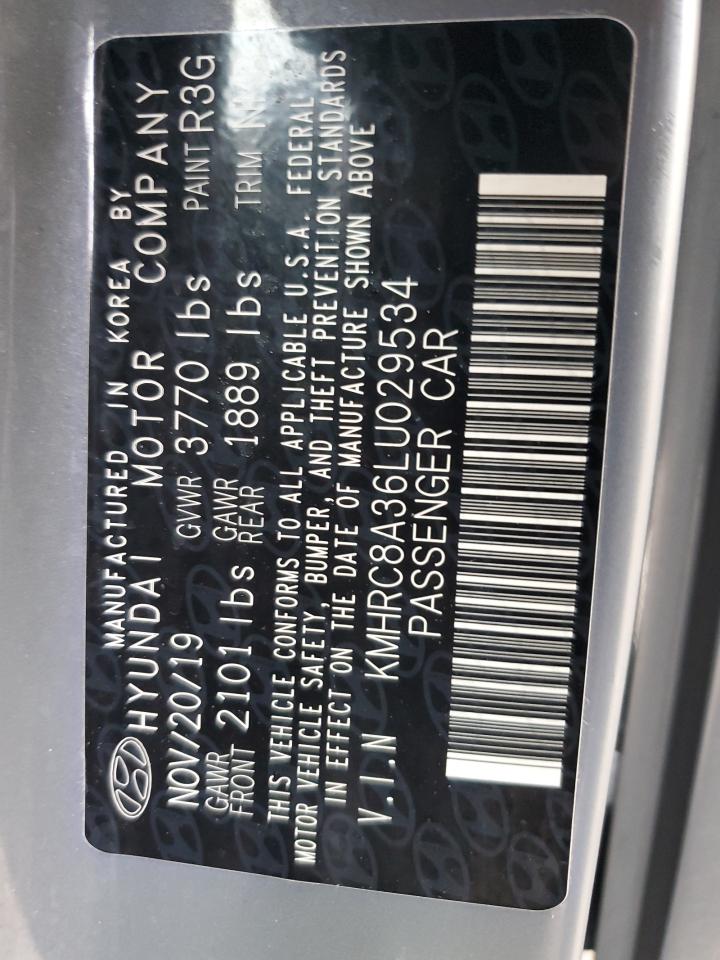 MANUFACTURED IN KOREA BY
HYUNDAI MOTOR COMPANY
NOV/20/19 GVWR 3770 lbs PAINT R3G
GAWR FRONT 2101 lbs GAWR REAR 1889 lbs TRIM
THIS VEHICLE CONFORMS TO ALL APPLICABLE U.S.A. FEDERAL
MOTOR VEHICLE SAFETY, BUMPER, AND THEFT PREVENTION STANDARDS
IN EFFECT ON THE DATE OF MANUFACTURE SHOWN ABOVE
V.I.N KMHRC8A36LU029534
PASSENGER CAR